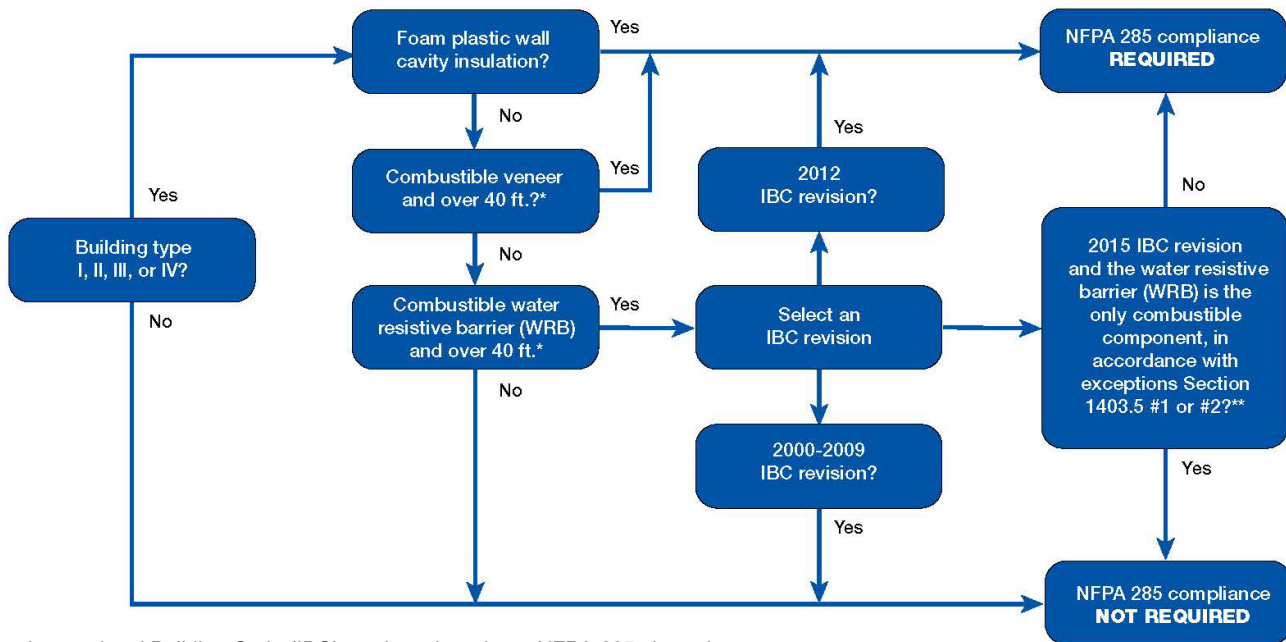 Foam plastic wall
cavity insulation?
Yes
NFPA 285 compliance
REQUIRED
No
Yes
Combustible veneer
and over 40 ft.?*
Yes
2012
IBC revision?
No
Yes
Building type
I, II, III, or IV?
No
No
Combustible water
resistive barrier (WRB)
and over 40 ft.*
Yes
Select an
IBC revision
2015 IBC revision
and the water resistive
barrier (WRB) is the
only combustible
component, in
accordance with
exceptions Section
1403.5 #1 or #2?**
No
2000-2009
IBC revision?
Yes
Yes
NFPA 285 compliance
NOT REQUIRED